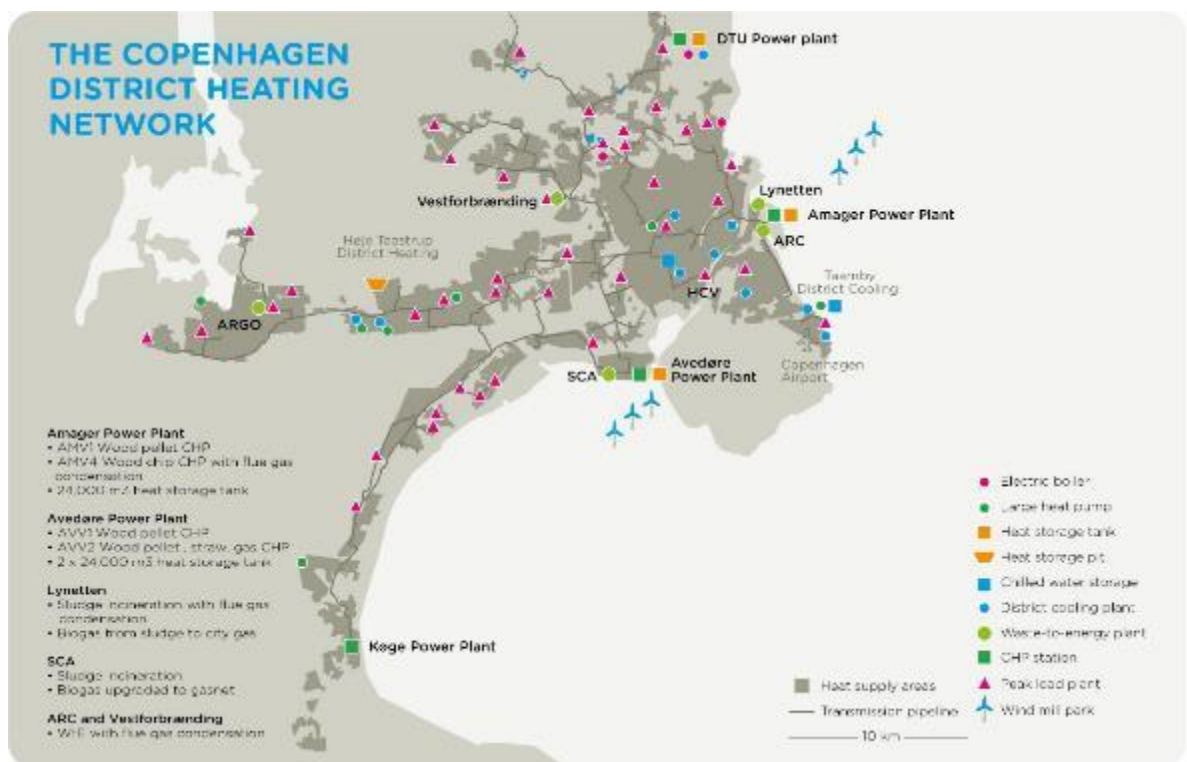 THE COPENHAGEN
DISTRICT HEATING
NETWORK
DTU Power plant
Lynetten
Amager Power Plant
ARC
Vestforbrænding
Høje Taastrup
District Heating
Taarnby
District Cooling
HCV
ARGO
Copenhagen
Airport
SCA
Avedøre
Power Plant
Amager Power Plant
• AMV1 Wood pellet CHP
• AMV4 Wood chip CHP with flue gas
condensation
• 24,000 m3 heat storage tank
Avedøre Power Plant
• AVV1 Wood pellet CHP
• AVV2 Wood pellet, straw, gas CHP
• 2 x 24,000 m3 heat storage tank
Lynetten
• Sludge incineration with flue gas
condensation
• Biogas from sludge to city gas
SCA
• Sludge incineration
• Biogas upgraded to gasnet
ARC and Vestforbrænding
• WtE with flue gas condensation
Køge Power Plant
Heat supply areas
Transmission pipeline
10 km
Electric boiler
Large heat pump
Heat storage tank
Heat storage pit
Chilled water storage
District cooling plant
Waste-to-energy plant
CHP station
Peak load plant
Wind mill park